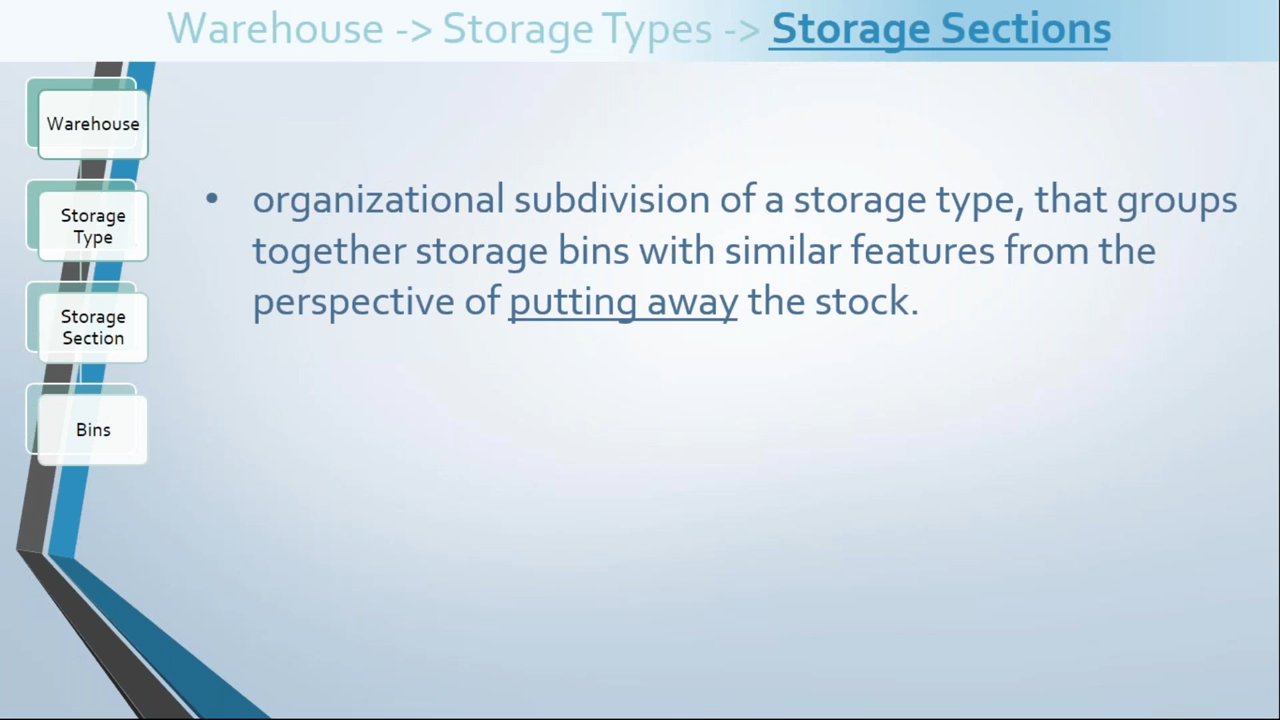 Warehouse -> Storage Types -> Storage Sections
Warehouse
Storage
Type
Storage
Section
Bins
• organizational subdivision of a storage type, that groups
together storage bins with similar features from the
perspective of putting away the stock.